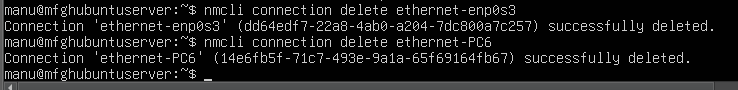 manu@mfghubuntuserver:~$ nmcli connection delete ethernet-enp0s3
Connection 'ethernet-enp0s3' (dd64edf7-22a8-4ab0-a204-7dc800a7c257) successfully deleted.
manu@mfghubuntuserver:~$ nmcli connection delete ethernet-PC6
Connection 'ethernet-PC6' (14e6fb5f-71c7-493e-9a1a-65f69164fb67) successfully deleted.
manu@mfghubuntuserver:~$ _